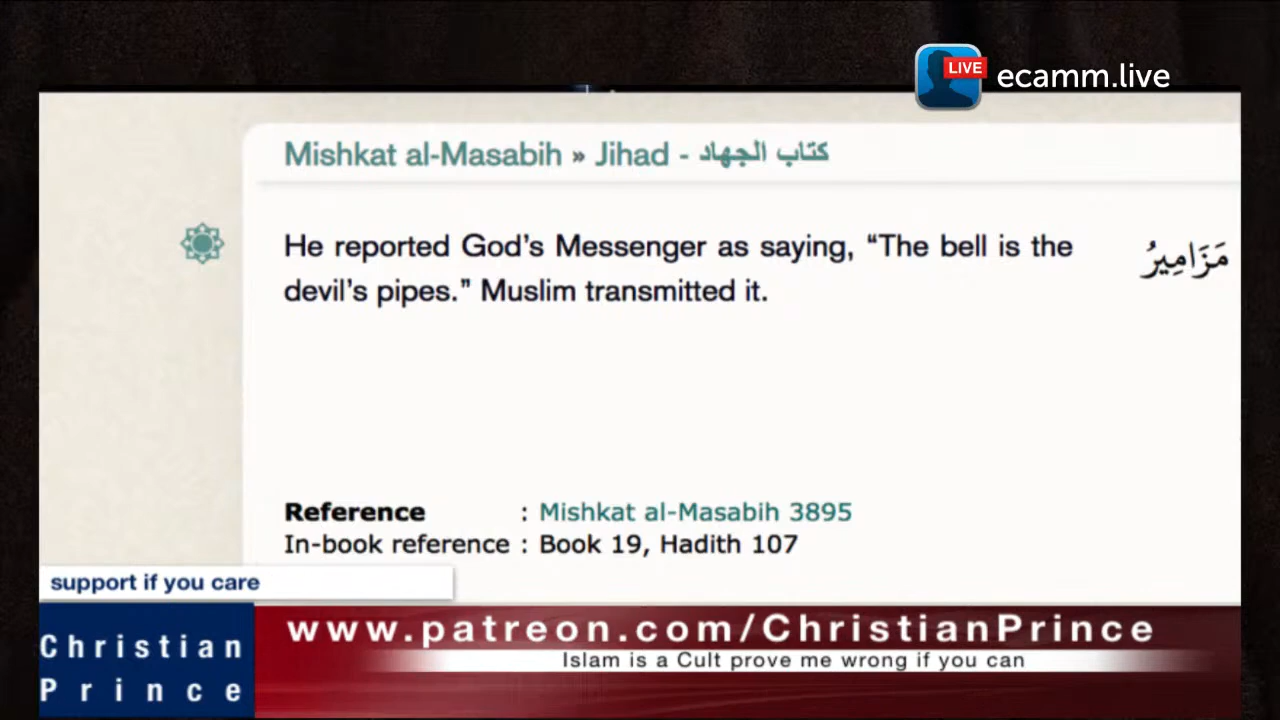 LIVE ecamm.live
Mishkat al-Masabih » Jihad - كتاب الجهاد
He reported God's Messenger as saying, “The bell is the
devil's pipes.” Muslim transmitted it.
مَزَامِيرُ
Reference : Mishkat al-Masabih 3895
In-book reference : Book 19, Hadith 107
support if you care
Christian
Prince
www.patreon.com/ChristianPrince
Islam is a Cult prove me wrong if you can